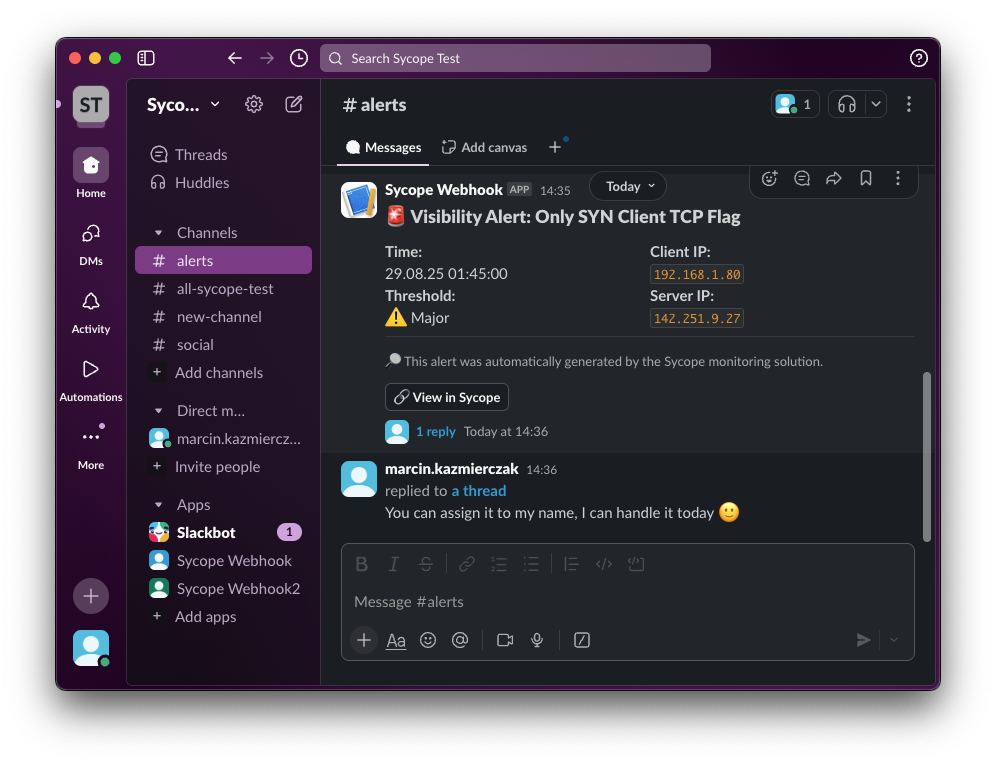 Search Sycope Test
ST
Home
DMs
Activity
Automations
More
Syco...
Threads
Huddles
Channels
# alerts
# all-sycope-test
# new-channel
# social
+ Add channels
Direct m...
marcin.kazmiercz...
+ Invite people
Apps
Slackbot 1
Sycope Webhook
Sycope Webhook2
+ Add apps
# alerts
1
Messages
Add canvas
+
Sycope Webhook APP 14:35
Today
Visibility Alert: Only SYN Client TCP Flag
Time: Client IP:
29.08.25 01:45:00 192.168.1.80
Threshold: Server IP:
⚠️ Major 142.251.9.27
This alert was automatically generated by the Sycope monitoring solution.
View in Sycope
1 reply Today at 14:36
marcin.kazmierczak 14:36
replied to a thread
You can assign it to my name, I can handle it today 🙂
B I S
Message #alerts
+ Aa @